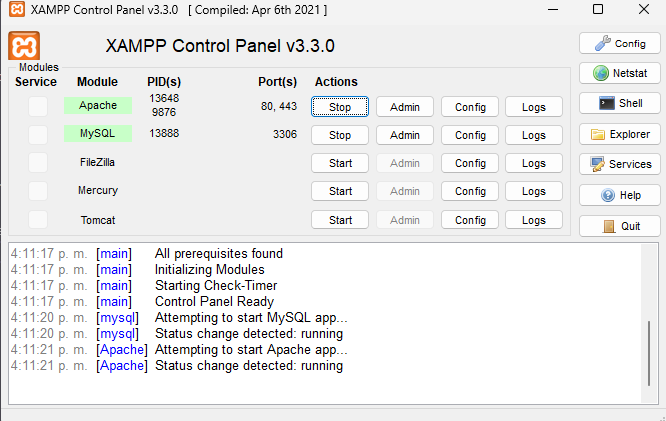 XAMPP Control Panel v3.3.0 [ Compiled: Apr 6th 2021 ]
XAMPP Control Panel v3.3.0
Config
Modules
Service Module PID(s) Port(s) Actions
Netstat
Apache 13648 9876 80, 443 Stop Admin Config Logs
Shell
MySQL 13888 3306 Stop Admin Config Logs
Explorer
FileZilla Start Admin Config Logs
Services
Mercury Start Admin Config Logs
Help
Tomcat Start Admin Config Logs
Quit
4:11:17 p. m. [main] All prerequisites found
4:11:17 p. m. [main] Initializing Modules
4:11:17 p. m. [main] Starting Check-Timer
4:11:17 p. m. [main] Control Panel Ready
4:11:20 p. m. [mysql] Attempting to start MySQL app...
4:11:20 p. m. [mysql] Status change detected: running
4:11:21 p. m. [Apache] Attempting to start Apache app...
4:11:21 p. m. [Apache] Status change detected: running